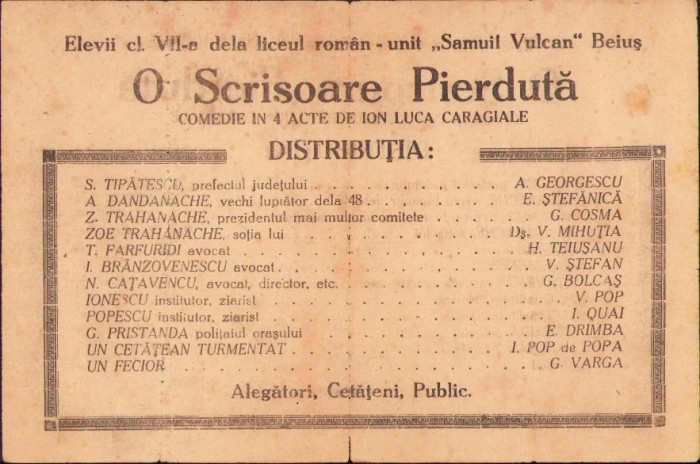 Elevii cl. VII-a dela liceul român-unit „Samuil Vulcan“ Beiuş
O Scrisoare Pierdută
COMEDIE IN 4 ACTE DE ION LUCA CARAGIALE
DISTRIBUŢIA:
S. TIPĂTESCU, prefectul judeţului . . . . . . . . . . . . A. GEORGESCU
A DANDANACHE, vechi luptător dela 48 . . . . . . . . . E. ŞTEFĂNICĂ
Z. TRAHANACHE, prezidentul mai multor comitete . . . . . . . G. COSMA
ZOE TRAHANACHE, soţia lui . . . . . . . . . . . . Dş. V. MIHUŢIA
T. FARFURIDI avocat . . . . . . . . . . . . . . . H. TEIUŞANU
I. BRÂNZOVENESCU avocat . . . . . . . . . . . . . V. ŞTEFAN
N. CAŢAVENCU, avocat, director, etc. . . . . . . . . . . G. BOLCAŞ
IONESCU institutor, ziarist . . . . . . . . . . . . . . . V. POP
POPESCU institutor, ziarist . . . . . . . . . . . . . . . I. QUAI
G. PRISTANDA poliţaiul oraşului . . . . . . . . . . . . E. DRIMBA
UN CETĂŢEAN TURMENTAT . . . . . . . . . . . I. POP de POPA
UN FECIOR . . . . . . . . . . . . . . . . . G. VARGA
Alegători, Cetăţeni, Public.